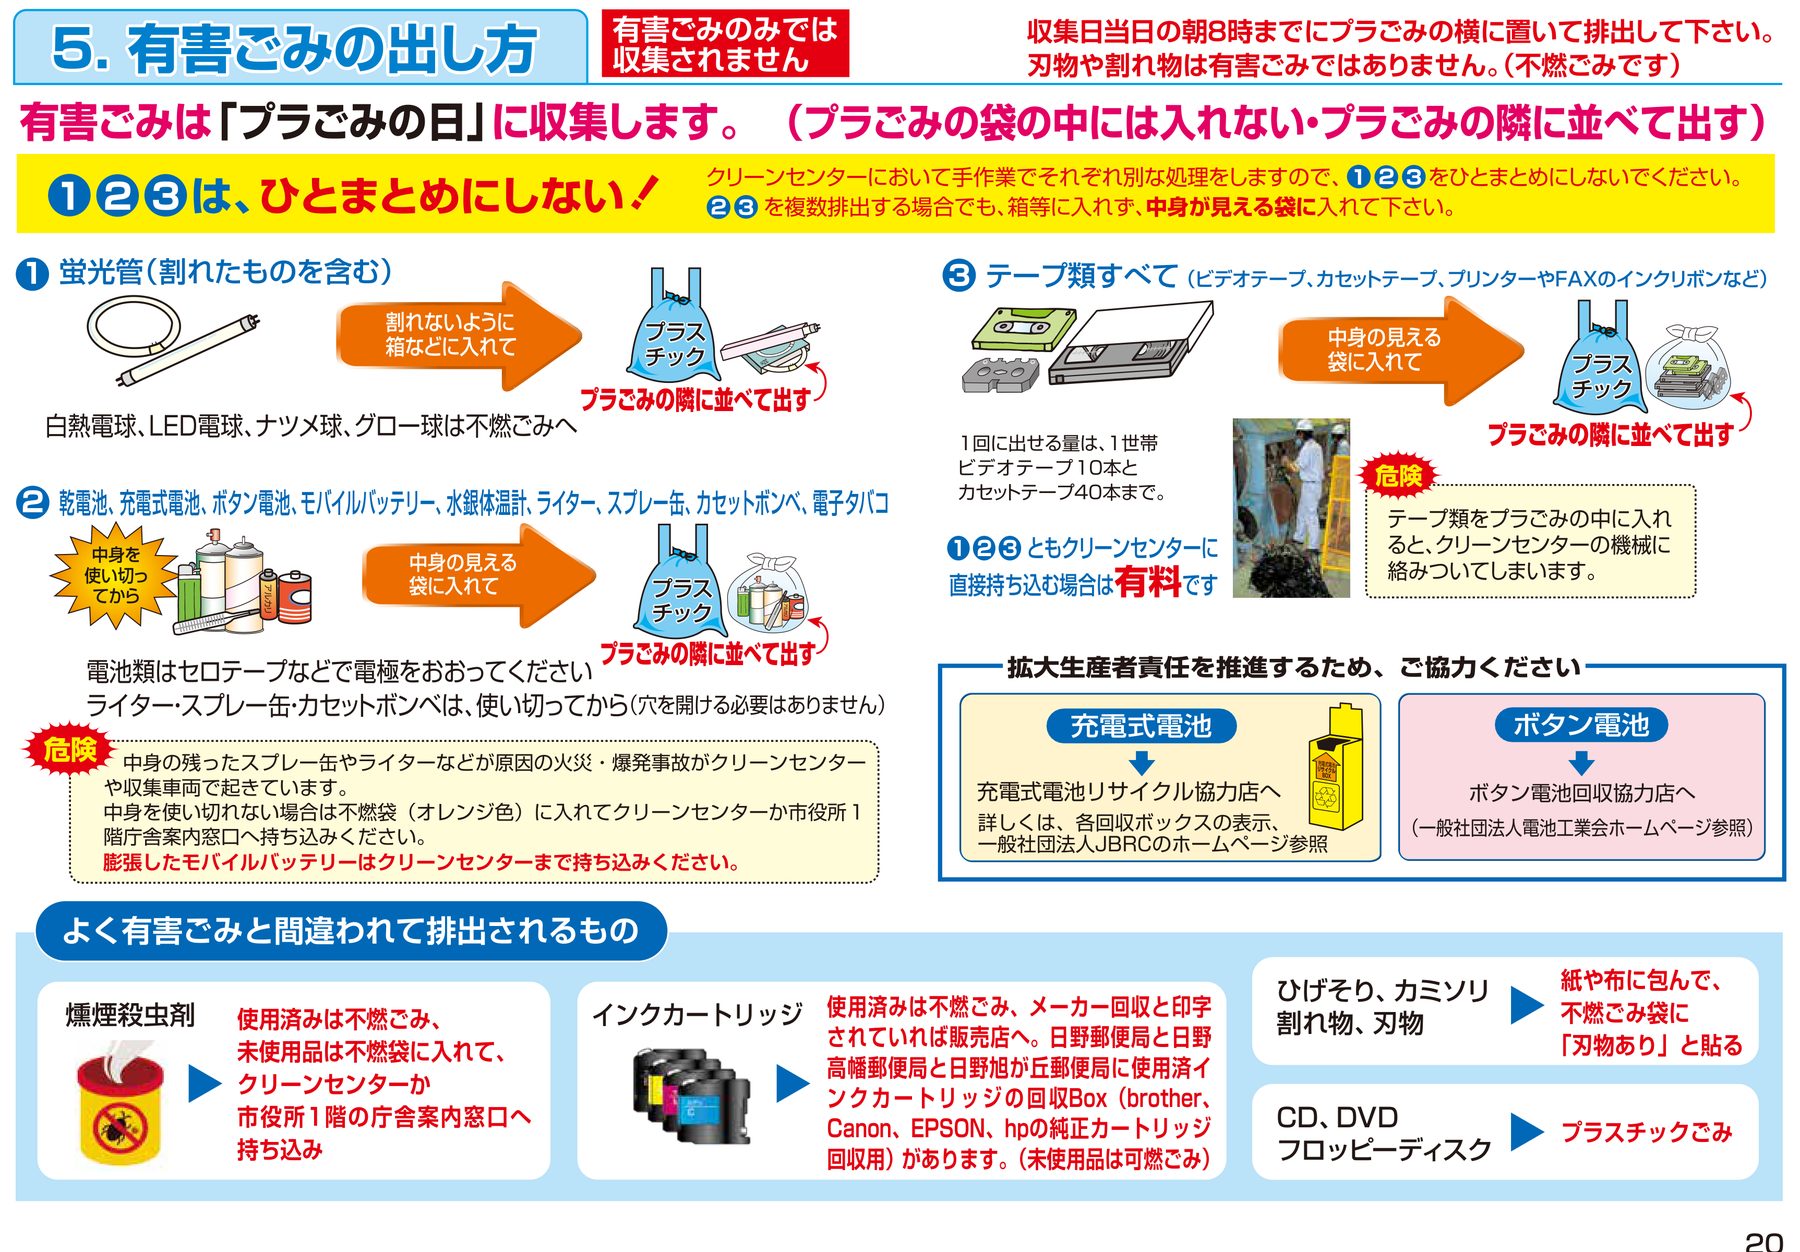 5. 有害ごみの出し方
有害ごみのみでは
収集されません
収集日当日の朝8時までにプラごみの横に置いて排出して下さい。
刃物や割れ物は有害ごみではありません。(不燃ごみです)
有害ごみは「プラごみの日」に収集します。(プラごみの袋の中には入れない・プラごみの隣に並べて出す)
❶❷❸は、ひとまとめにしない!
クリーンセンターにおいて手作業でそれぞれ別な処理をしますので、❶❷❸をひとまとめにしないでください。
❷❸を複数排出する場合でも、箱等に入れず、中身が見える袋に入れて下さい。
❶ 蛍光管(割れたものを含む)
割れないように
箱などに入れて
プラス
チック
プラごみの隣に並べて出す
白熱電球、LED電球、ナツメ球、グロー球は不燃ごみへ
❷ 乾電池、充電式電池、ボタン電池、モバイルバッテリー、水銀体温計、ライター、スプレー缶、カセットボンベ、電子タバコ
中身を
使い切っ
てから
アルカリ
中身の見える
袋に入れて
プラス
チック
プラごみの隣に並べて出す
電池類はセロテープなどで電極をおおってください
ライター・スプレー缶・カセットボンベは、使い切ってから(穴を開ける必要はありません)
危険
中身の残ったスプレー缶やライターなどが原因の火災・爆発事故がクリーンセンター
や収集車両で起きています。
中身を使い切れない場合は不燃袋(オレンジ色)に入れてクリーンセンターか市役所1
階庁舎案内窓口へ持ち込みください。
膨張したモバイルバッテリーはクリーンセンターまで持ち込みください。
❸ テープ類すべて(ビデオテープ、カセットテープ、プリンターやFAXのインクリボンなど)
中身の見える
袋に入れて
プラス
チック
プラごみの隣に並べて出す
1回に出せる量は、1世帯
ビデオテープ10本と
カセットテープ40本まで。
❶❷❸ともクリーンセンターに
直接持ち込む場合は有料です
危険
テープ類をプラごみの中に入れ
ると、クリーンセンターの機械に
絡みついてしまいます。
拡大生産者責任を推進するため、ご協力ください
充電式電池
充電式電池リサイクル協力店へ
詳しくは、各回収ボックスの表示、
一般社団法人JBRCのホームページ参照
ボタン電池
ボタン電池回収協力店へ
(一般社団法人電池工業会ホームページ参照)
よく有害ごみと間違われて排出されるもの
燻煙殺虫剤
使用済みは不燃ごみ、
未使用品は不燃袋に入れて、
クリーンセンターか
市役所1階の庁舎案内窓口へ
持ち込み
インクカートリッジ
使用済みは不燃ごみ、メーカー回収と印字
されていれば販売店へ。日野郵便局と日野
高幡郵便局と日野旭が丘郵便局に使用済イ
ンクカートリッジの回収Box(brother、
Canon、EPSON、hpの純正カートリッジ
回収用)があります。(未使用品は可燃ごみ)
ひげそり、カミソリ
割れ物、刃物
紙や布に包んで、
不燃ごみ袋に
「刃物あり」と貼る
CD、DVD
フロッピーディスク
プラスチックごみ
20